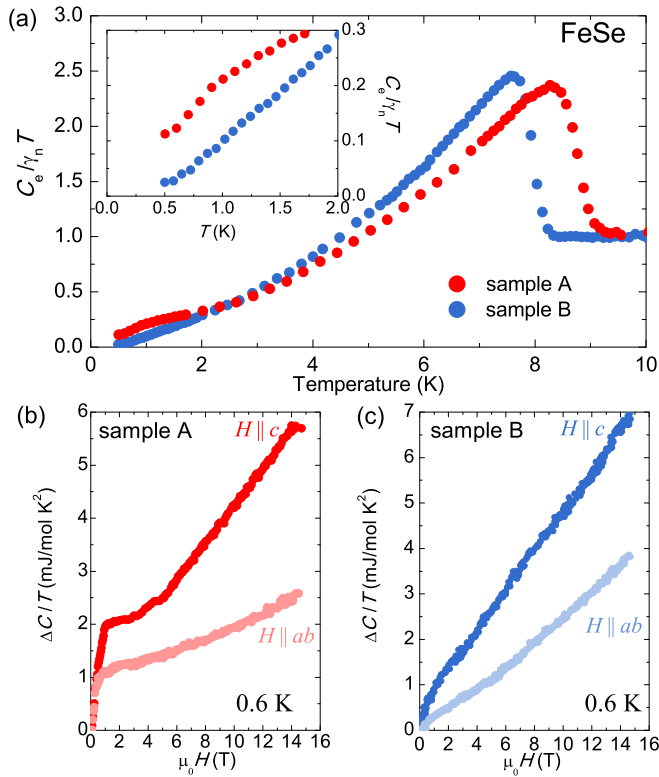 (a)
FeSe
3.0
2.5
2.0
1.5
1.0
0.5
0.0
C_e/γ_n T
0 2 4 6 8 10
Temperature (K)
0.3
0.2
0.1
0.0
C_e/γ_n T
0.0 0.5 1.0 1.5 2.0
T (K)
sample A
sample B
(b)
sample A
H || c
H || ab
0.6 K
6
5
4
3
2
1
0
ΔC/T (mJ/mol K²)
0 2 4 6 8 10 12 14 16
μ₀H (T)
(c)
sample B
H || c
H || ab
0.6 K
7
6
5
4
3
2
1
0
ΔC/T (mJ/mol K²)
0 2 4 6 8 10 12 14 16
μ₀H (T)